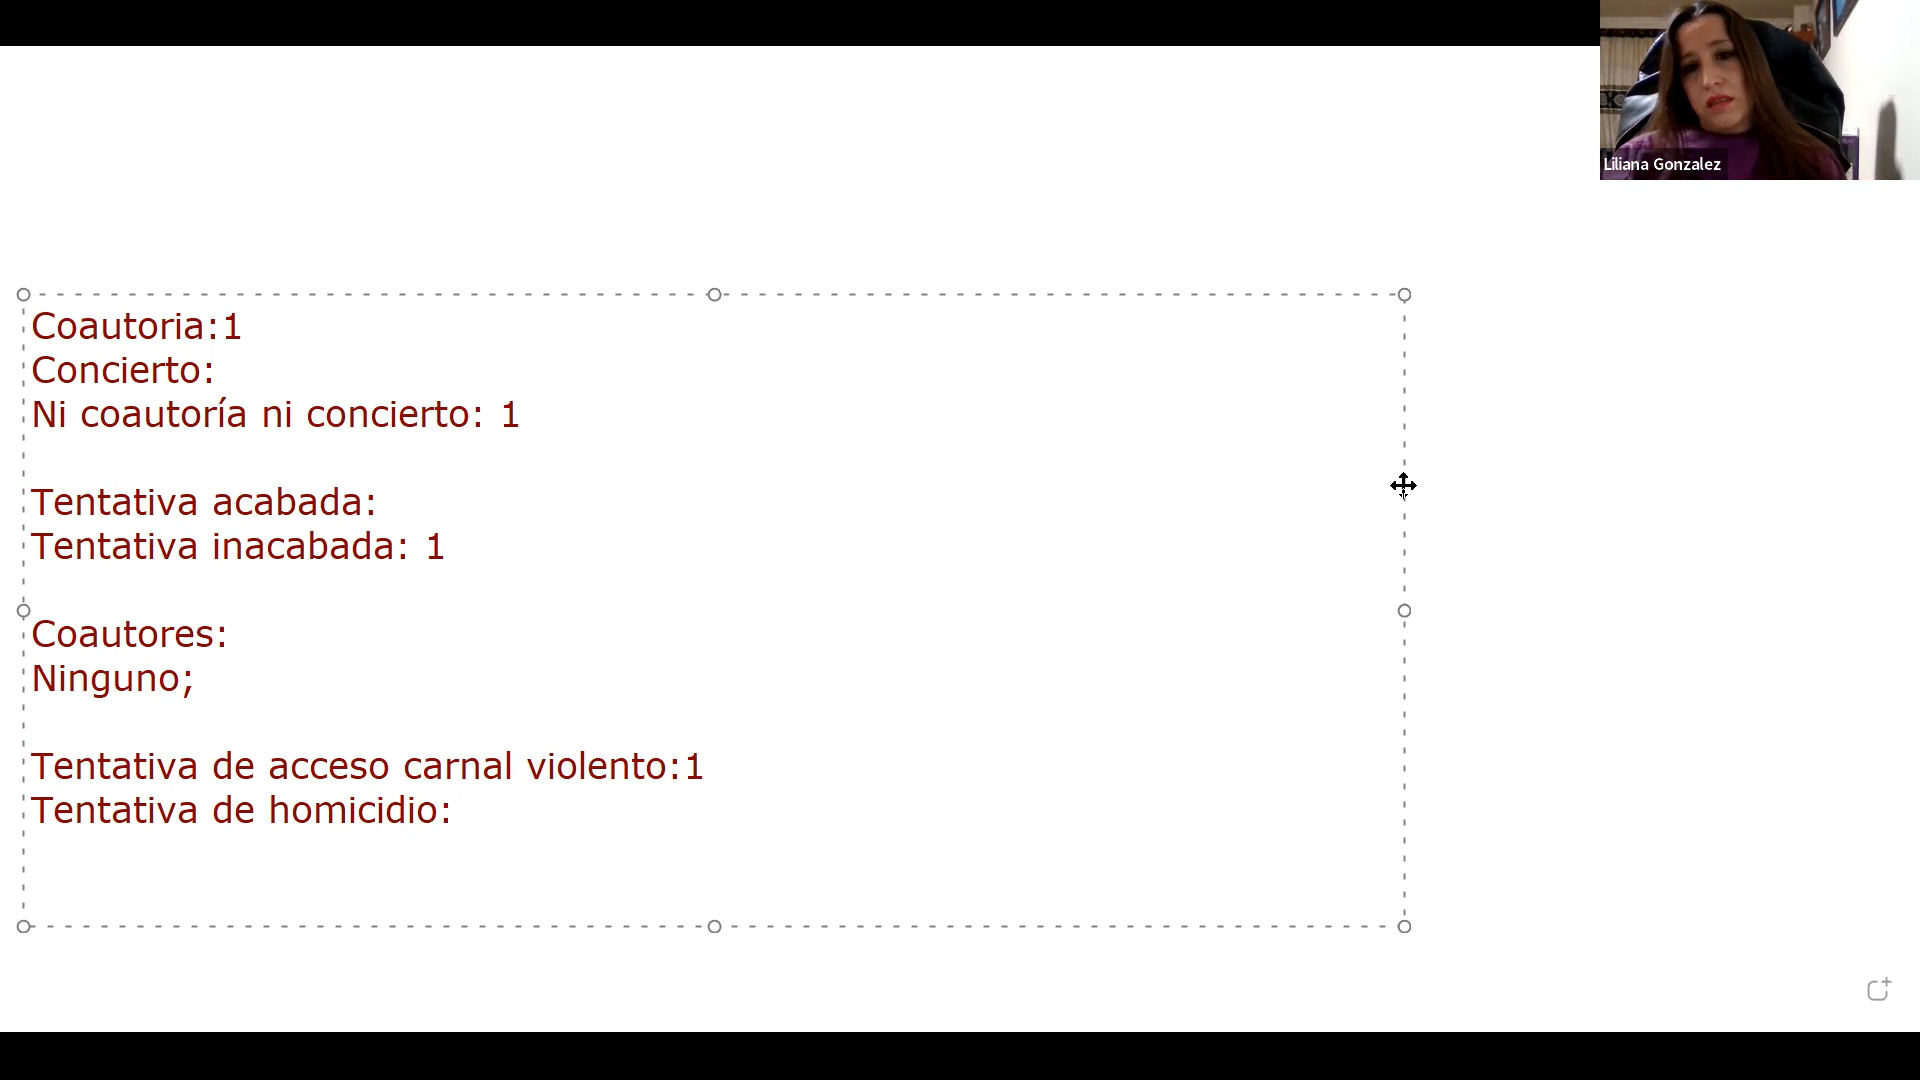 Liliana Gonzalez
Coautoria:1
Concierto:
Ni coautoría ni concierto: 1
Tentativa acabada:
Tentativa inacabada: 1
Coautores:
Ninguno;
Tentativa de acceso carnal violento:1
Tentativa de homicidio: